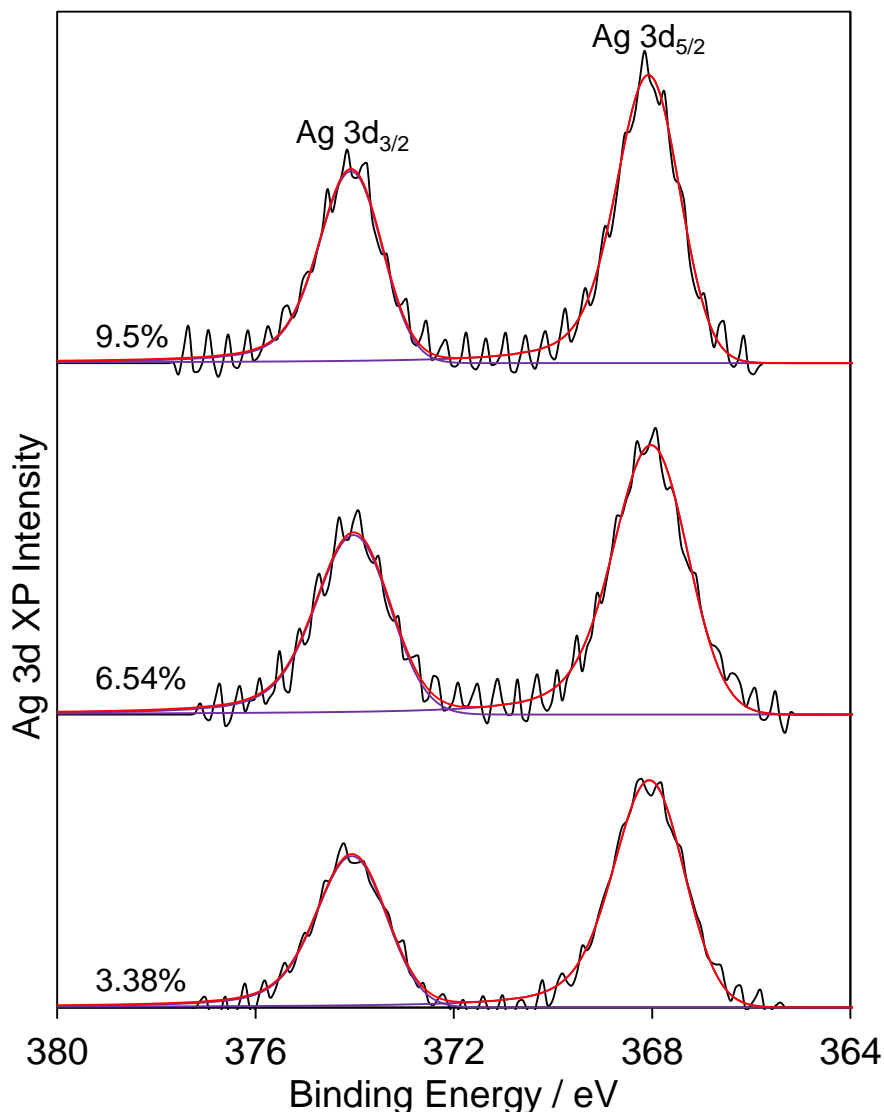 Ag 3d5/2
Ag 3d3/2
9.5%
6.54%
3.38%
Ag 3d XP Intensity
380 376 372 368 364
Binding Energy / eV